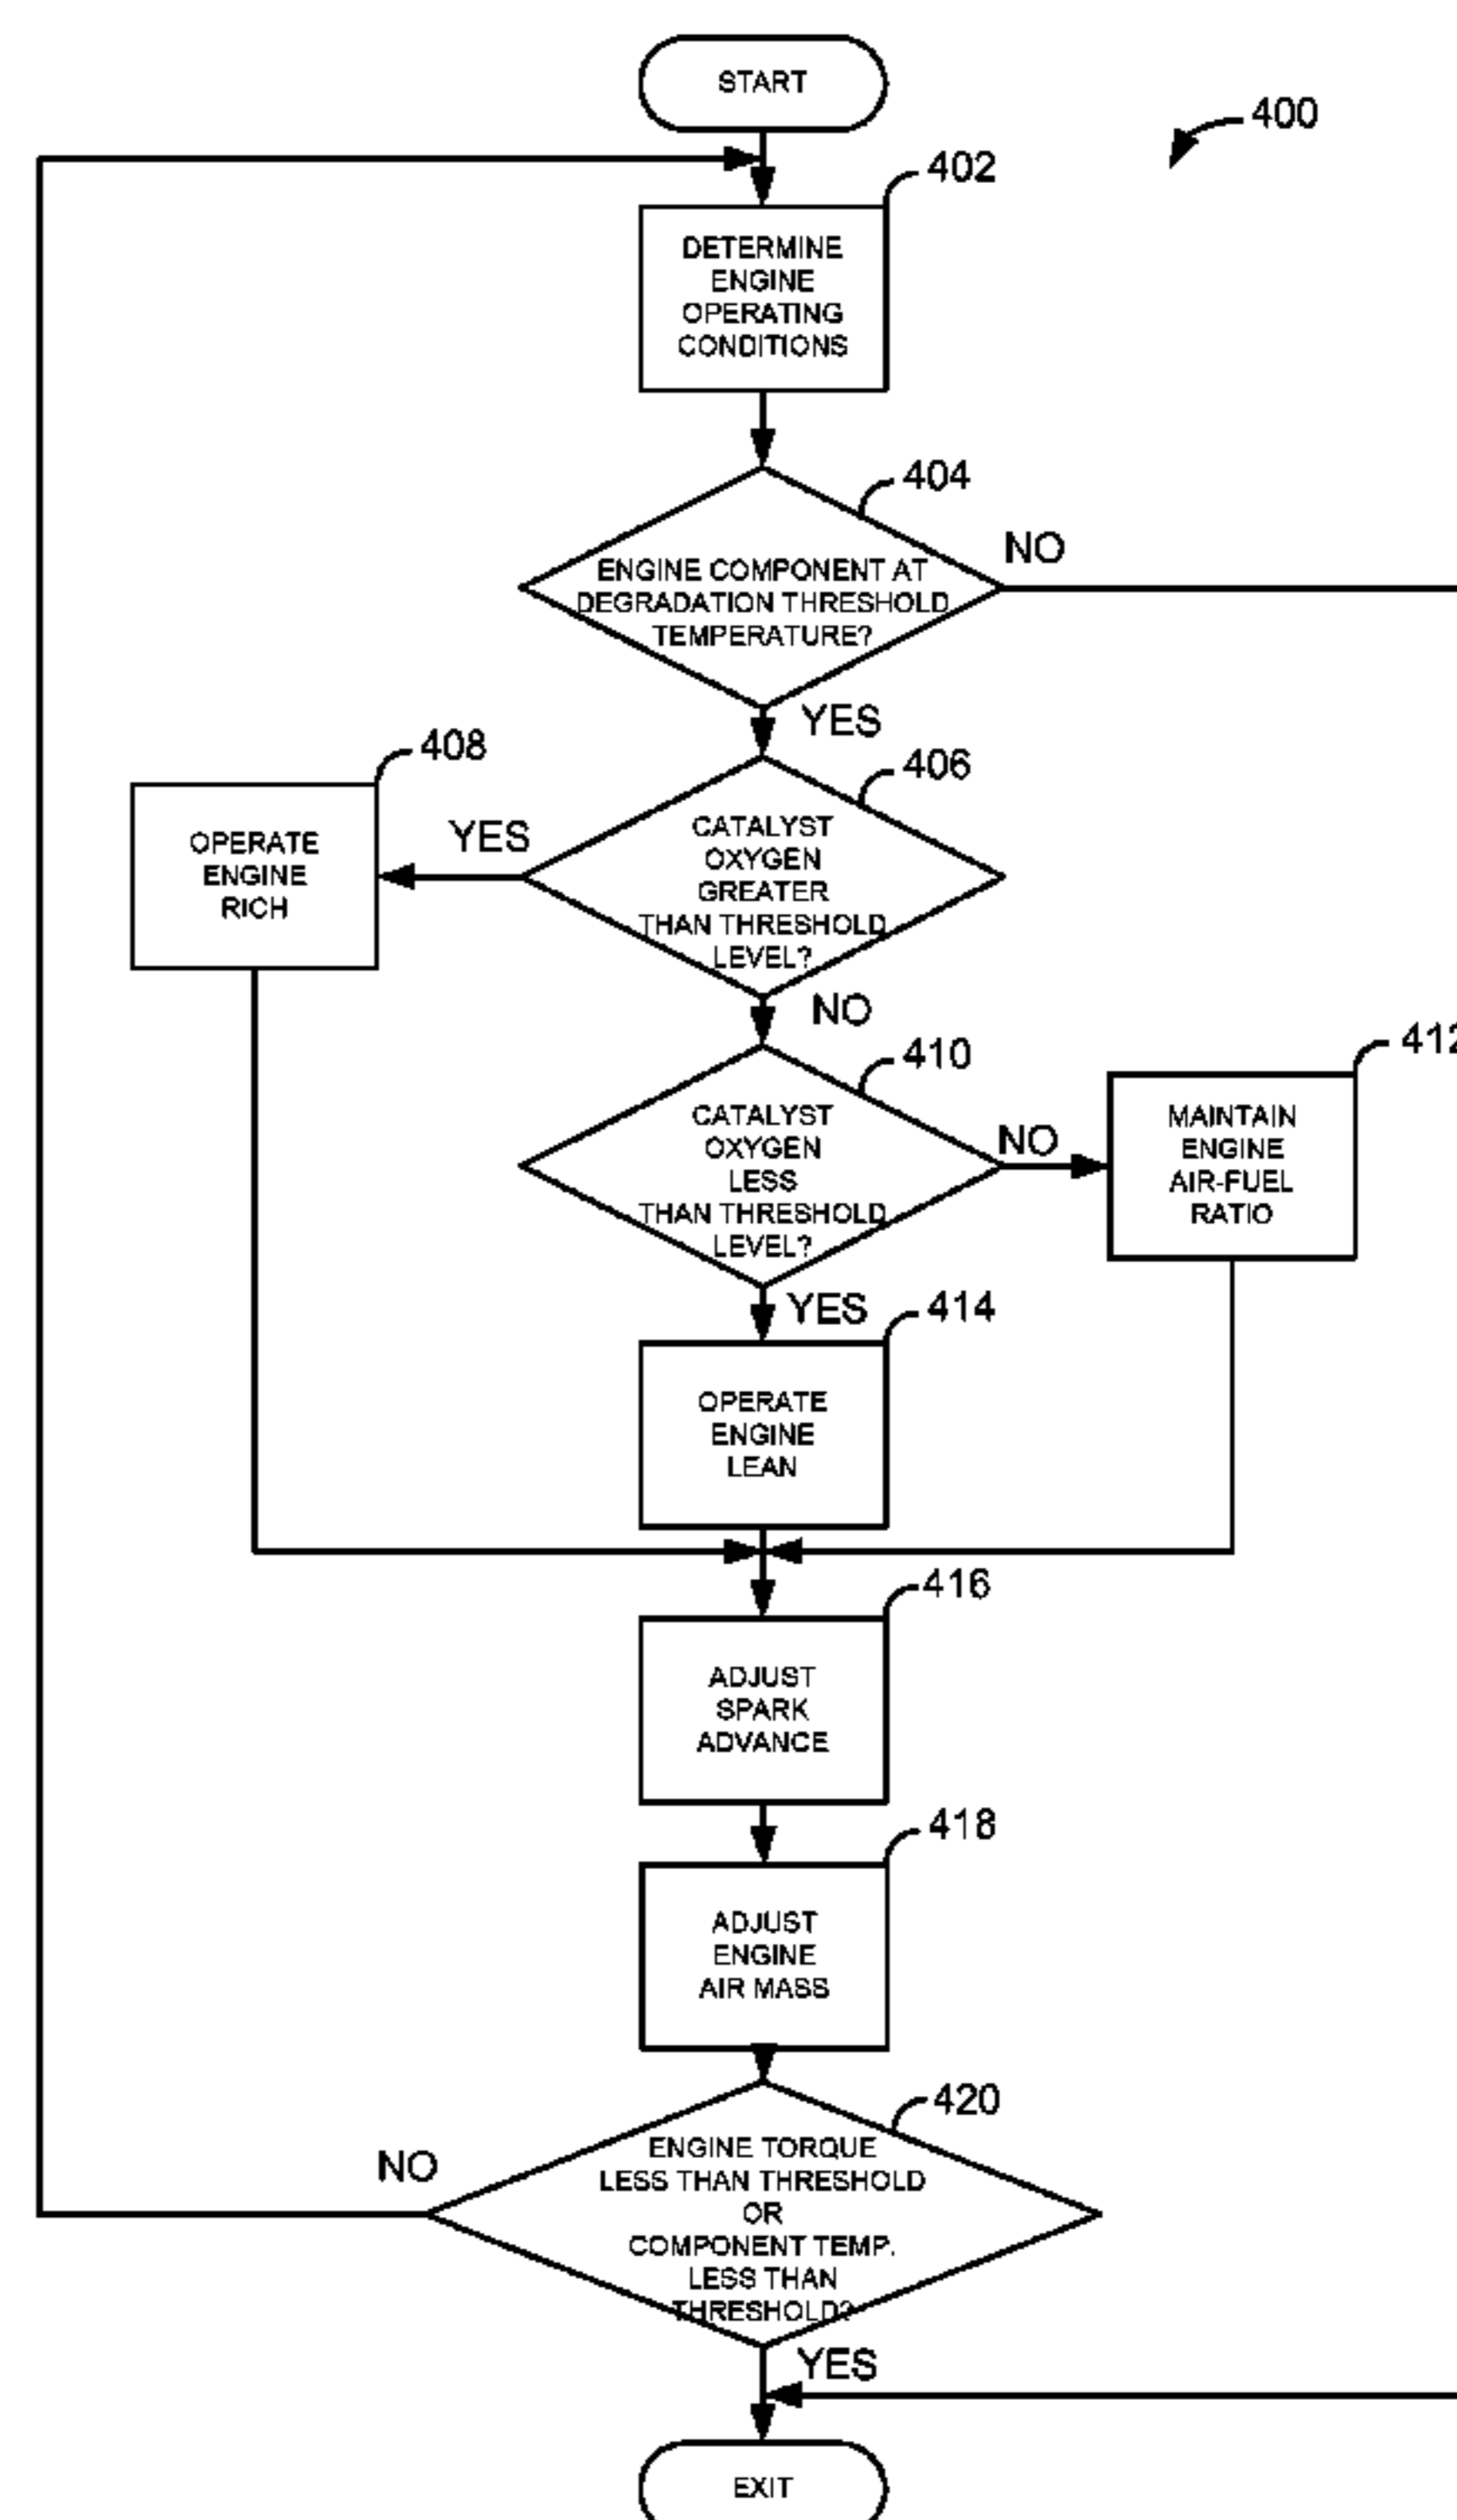 START
400
402
DETERMINE
ENGINE
OPERATING
CONDITIONS
404
NO
ENGINE COMPONENT AT
DEGRADATION THRESHOLD
TEMPERATURE?
YES
408
406
OPERATE
ENGINE
RICH
YES
CATALYST
OXYGEN
GREATER
THAN THRESHOLD
LEVEL?
NO
410
412
CATALYST
OXYGEN
LESS
THAN THRESHOLD
LEVEL?
NO
MAINTAIN
ENGINE
AIR-FUEL
RATIO
YES
414
OPERATE
ENGINE
LEAN
416
ADJUST
SPARK
ADVANCE
418
ADJUST
ENGINE
AIR MASS
420
NO
ENGINE TORQUE
LESS THAN THRESHOLD
OR
COMPONENT TEMP.
LESS THAN
THRESHOLD?
YES
EXIT